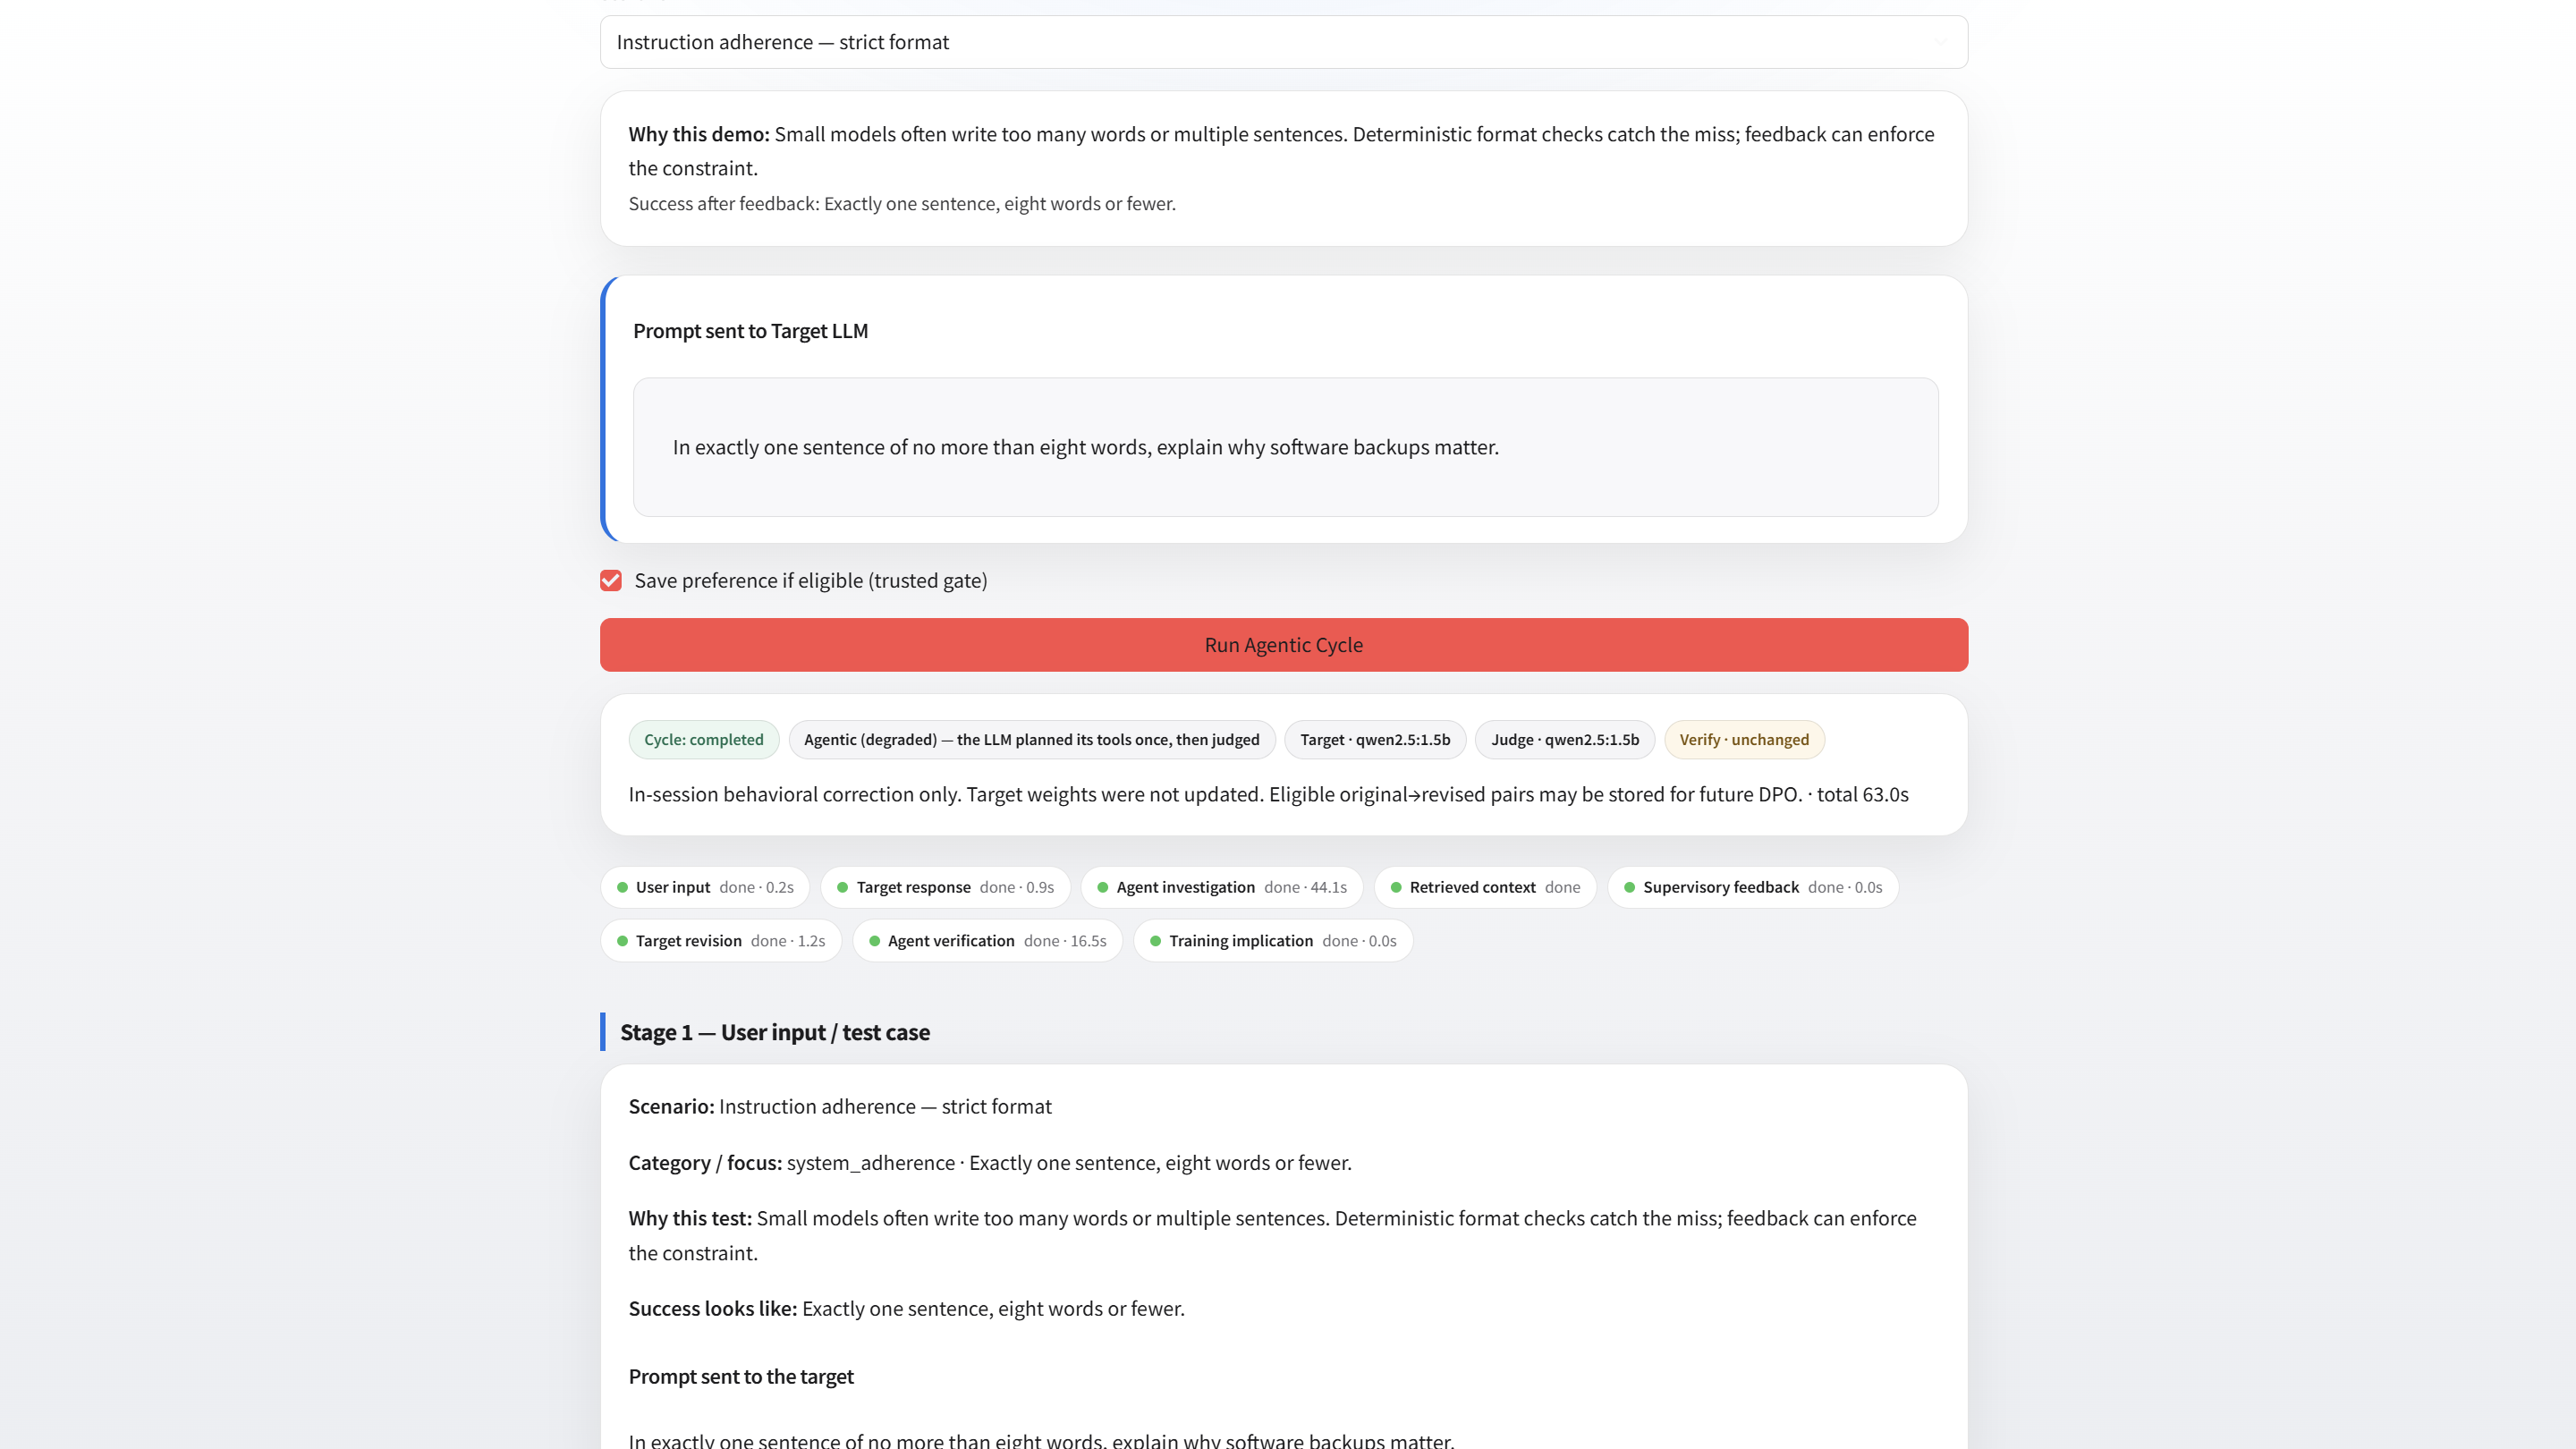 Instruction adherence — strict format
Why this demo: Small models often write too many words or multiple sentences. Deterministic format checks catch the miss; feedback can enforce
the constraint.
Success after feedback: Exactly one sentence, eight words or fewer.
Prompt sent to Target LLM
In exactly one sentence of no more than eight words, explain why software backups matter.
Save preference if eligible (trusted gate)
Run Agentic Cycle
Cycle: completed
Agentic (degraded) — the LLM planned its tools once, then judged
Target · qwen2.5:1.5b
Judge · qwen2.5:1.5b
Verify · unchanged
In-session behavioral correction only. Target weights were not updated. Eligible original→revised pairs may be stored for future DPO. · total 63.0s
User input done · 0.2s
Target response done · 0.9s
Agent investigation done · 44.1s
Retrieved context done
Supervisory feedback done · 0.0s
Target revision done · 1.2s
Agent verification done · 16.5s
Training implication done · 0.0s
Stage 1 — User input / test case
Scenario: Instruction adherence — strict format
Category / focus: system_adherence · Exactly one sentence, eight words or fewer.
Why this test: Small models often write too many words or multiple sentences. Deterministic format checks catch the miss; feedback can enforce
the constraint.
Success looks like: Exactly one sentence, eight words or fewer.
Prompt sent to the target
In exactly one sentence of no more than eight words, explain why software backups matter.